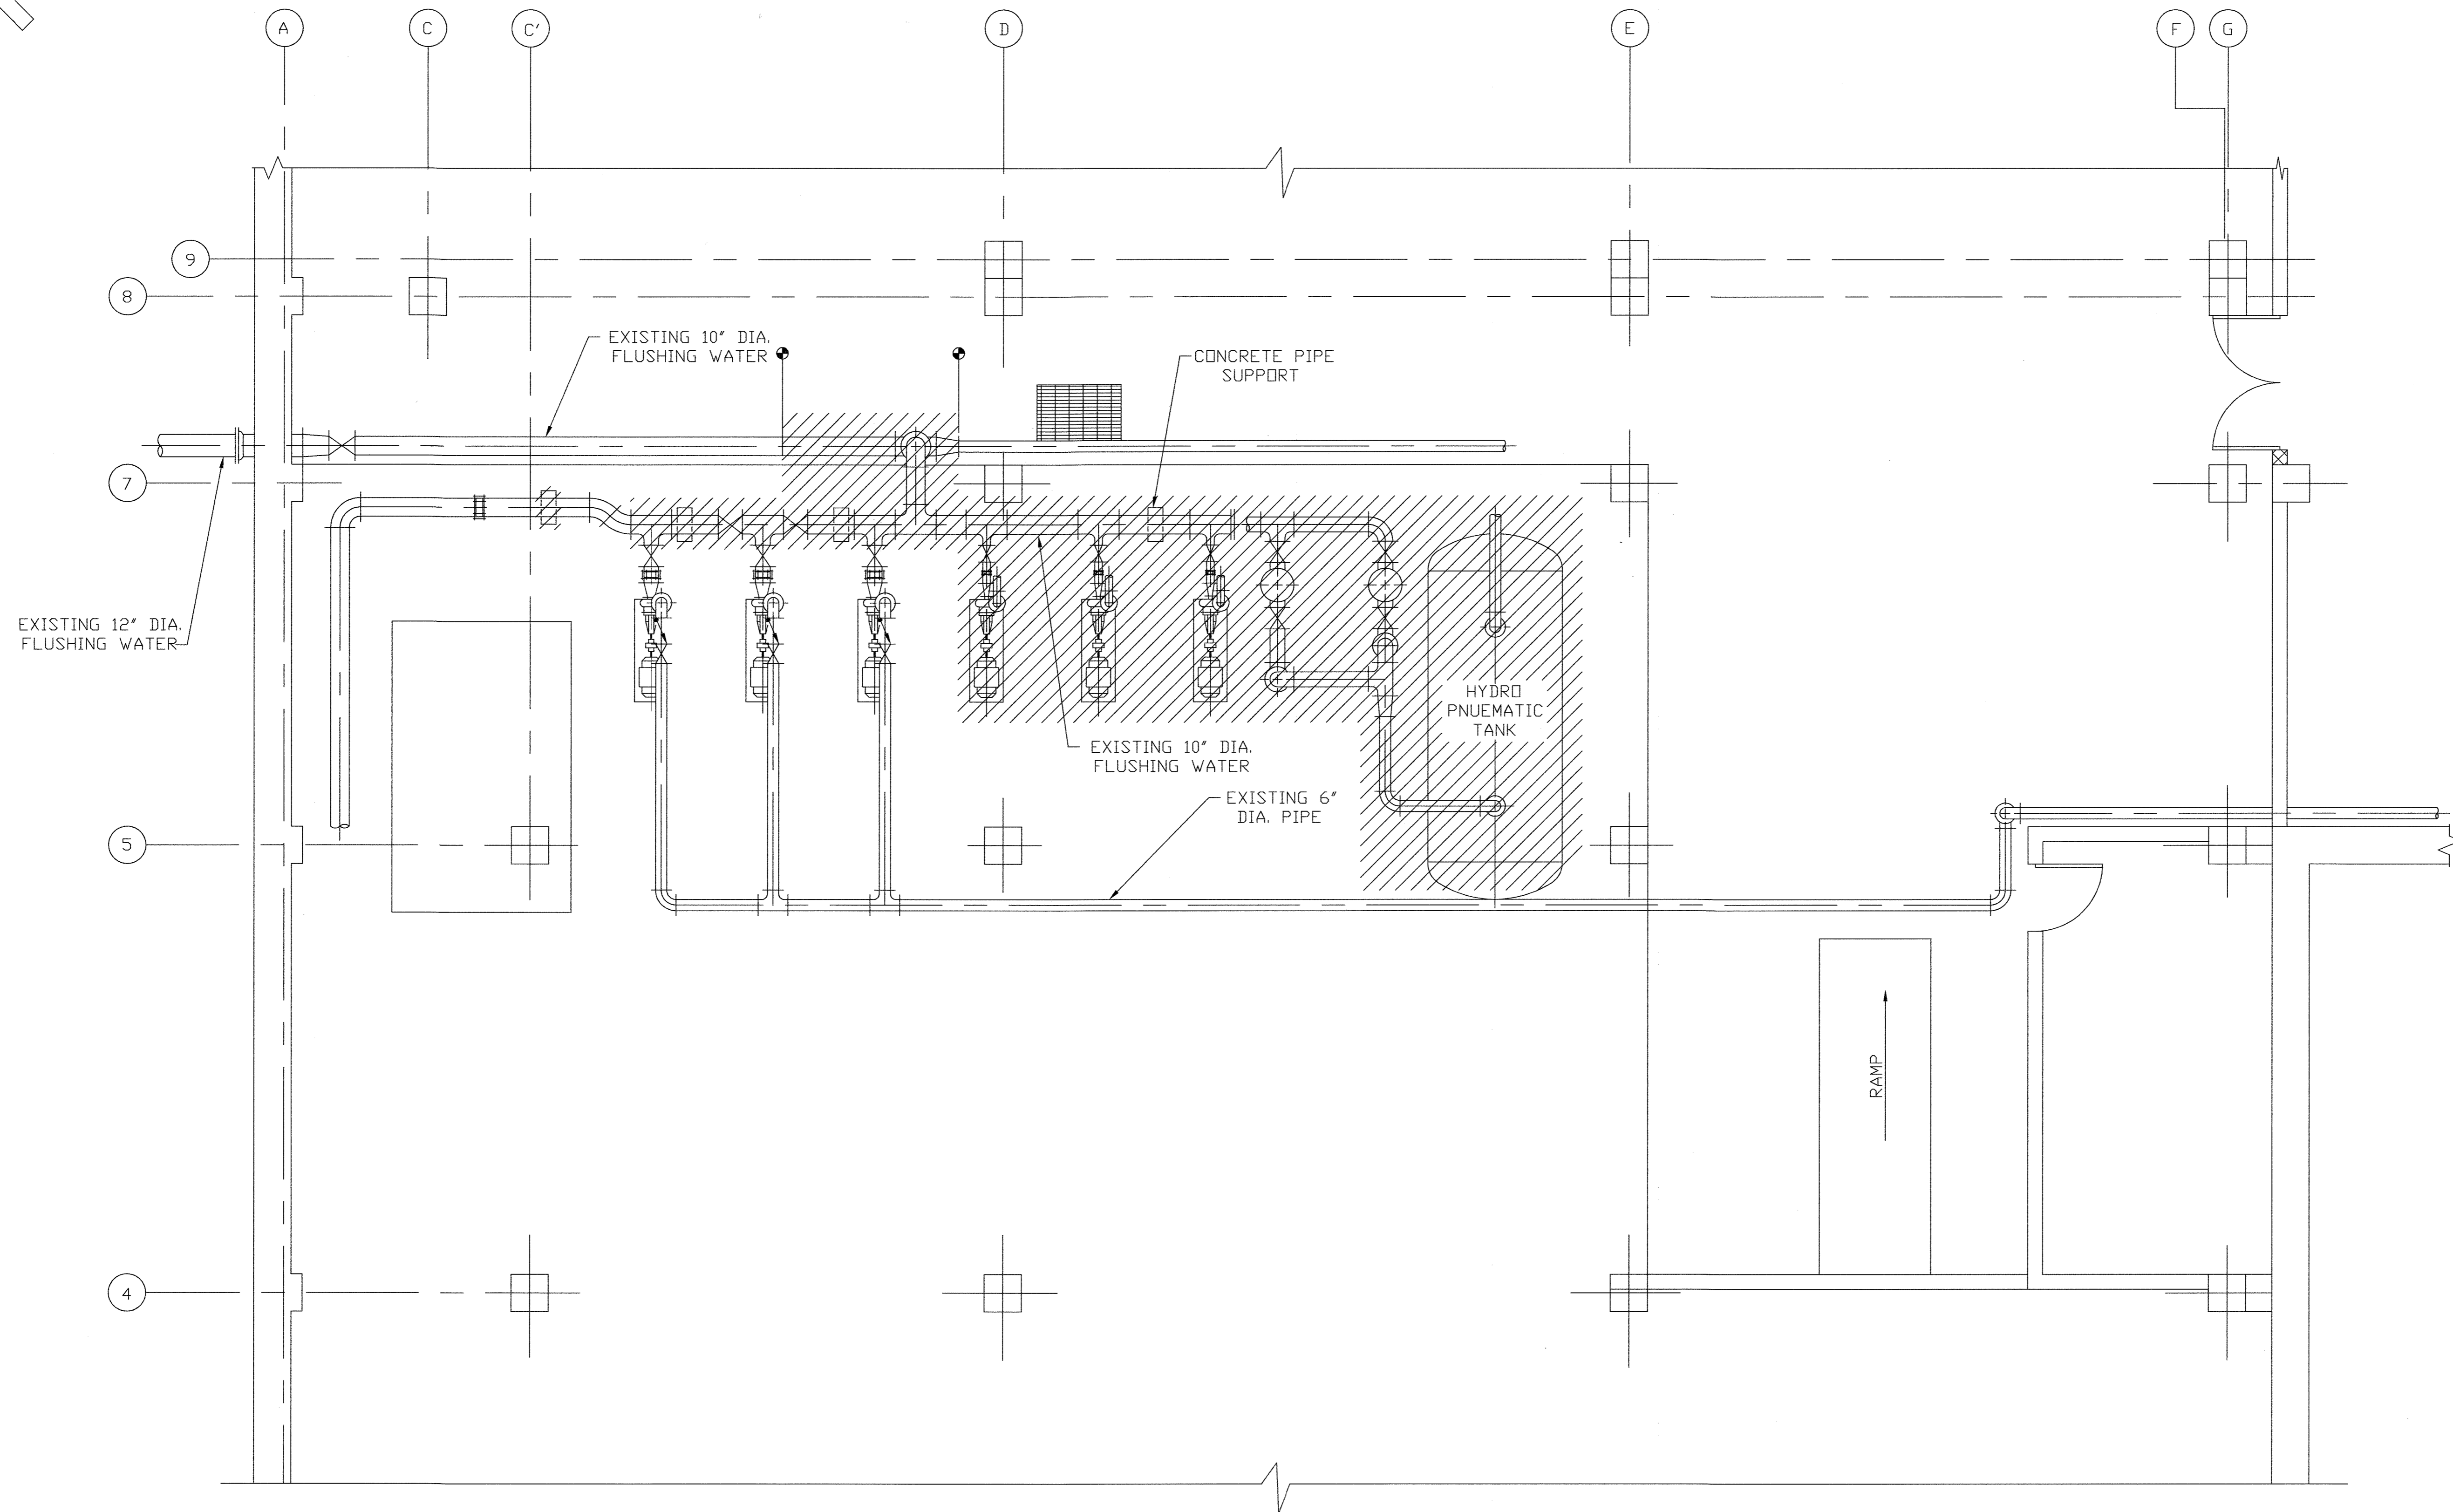 A
C
C'
D
E
F
G
9
8
EXISTING 10" DIA.
FLUSHING WATER
CONCRETE PIPE
SUPPORT
7
EXISTING 12" DIA.
FLUSHING WATER
HYDRO
PNUEMATIC
TANK
EXISTING 10" DIA.
FLUSHING WATER
EXISTING 6"
DIA. PIPE
5
RAMP
4